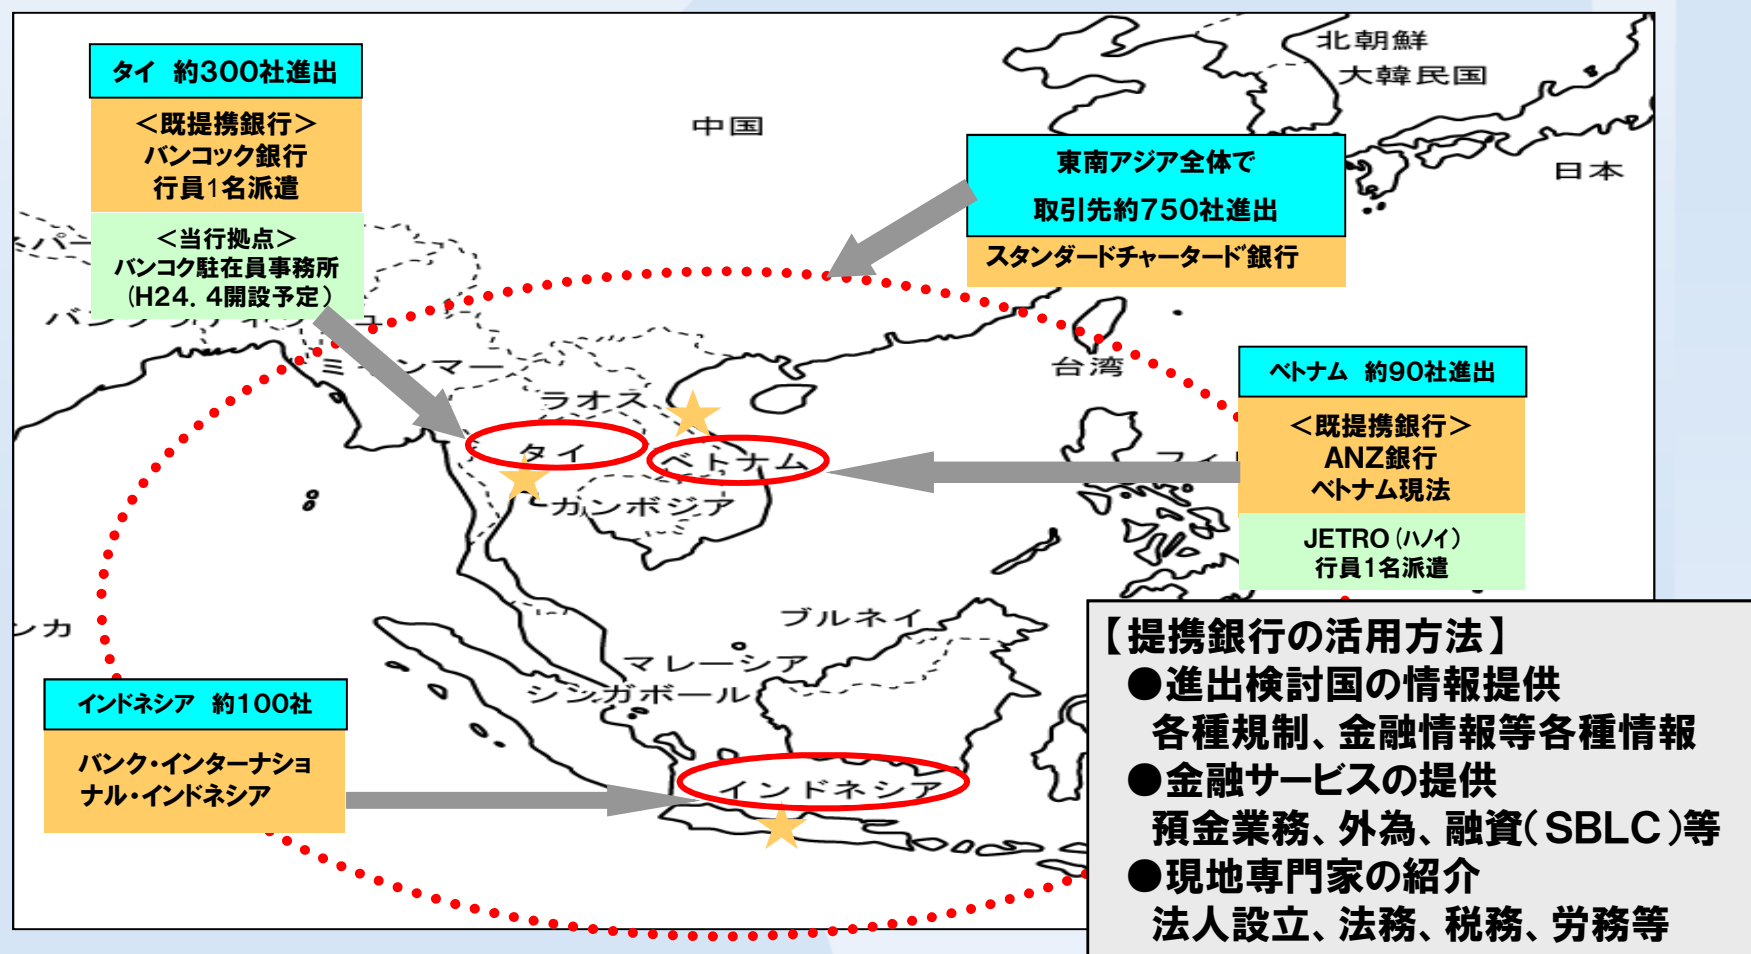 タイ 約300社進出
＜既提携銀行＞
バンコック銀行
行員1名派遣
＜当行拠点＞
バンコク駐在員事務所
（H24．4開設予定）
東南アジア全体で
取引先約750社進出
スタンダードチャータード銀行
ベトナム 約90社進出
＜既提携銀行＞
ANZ銀行
ベトナム現法
JETRO（ハノイ）
行員1名派遣
インドネシア 約100社
バンク・インターナショ
ナル・インドネシア
北朝鮮
大韓民国
中国
日本
台湾
ラオス
タイ
ベトナム
カンボジア
ブルネイ
マレーシア
シンガポール
インドネシア
【提携銀行の活用方法】
●進出検討国の情報提供
各種規制、金融情報等各種情報
●金融サービスの提供
預金業務、外為、融資（SBLC）等
●現地専門家の紹介
法人設立、法務、税務、労務等